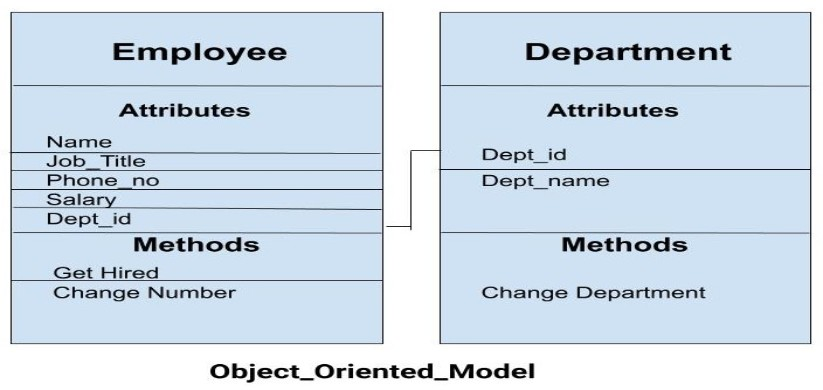 Employee
Attributes
Name
Job_Title
Phone_no
Salary
Dept_id
Methods
Get Hired
Change Number
Department
Attributes
Dept_id
Dept_name
Methods
Change Department
Object_Oriented_Model